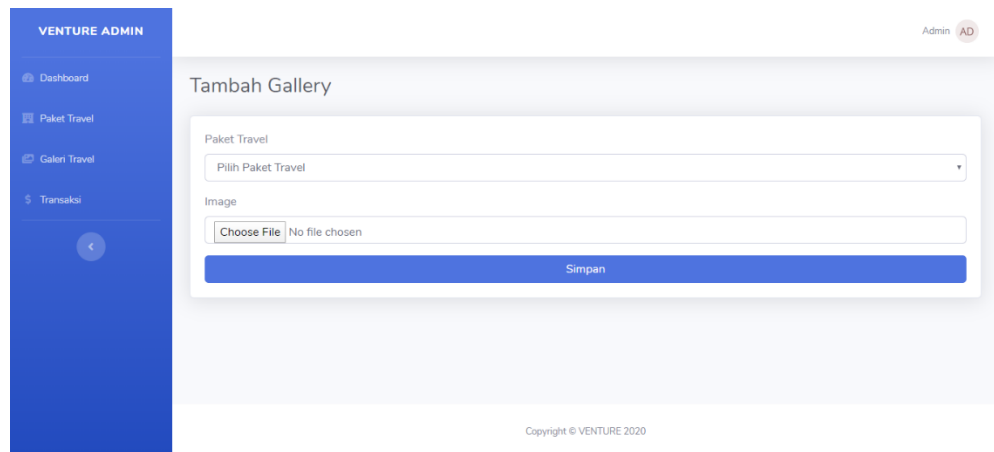 VENTURE ADMIN
Admin AD
Dashboard
Paket Travel
Galeri Travel
$ Transaksi
Tambah Gallery
Paket Travel
Pilih Paket Travel
Image
Choose File No file chosen
Simpan
Copyright © VENTURE 2020